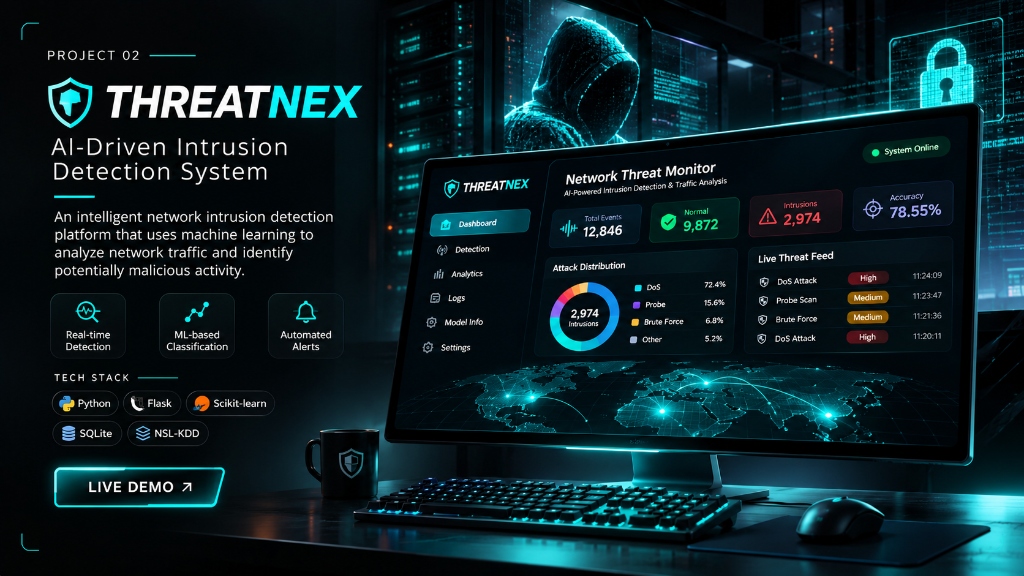 PROJECT 02
THREATNEX
AI-Driven Intrusion
Detection System
An intelligent network intrusion detection
platform that uses machine learning to
analyze network traffic and identify
potentially malicious activity.
Real-time
Detection
ML-based
Classification
Automated
Alerts
TECH STACK
Python
Flask
Scikit-learn
SQLite
NSL-KDD
LIVE DEMO ↗
THREATNEX
Dashboard
Detection
Analytics
Logs
Model Info
Settings
Network Threat Monitor
AI-Powered Intrusion Detection & Traffic Analysis
System Online
Total Events
12,846
Normal
9,872
Intrusions
2,974
Accuracy
78.55%
Attack Distribution
2,974
Intrusions
DoS 72.4%
Probe 15.6%
Brute Force 6.8%
Other 5.2%
Live Threat Feed
DoS Attack High 11:24:09
Probe Scan Medium 11:23:47
Brute Force Medium 11:21:36
DoS Attack High 11:20:11